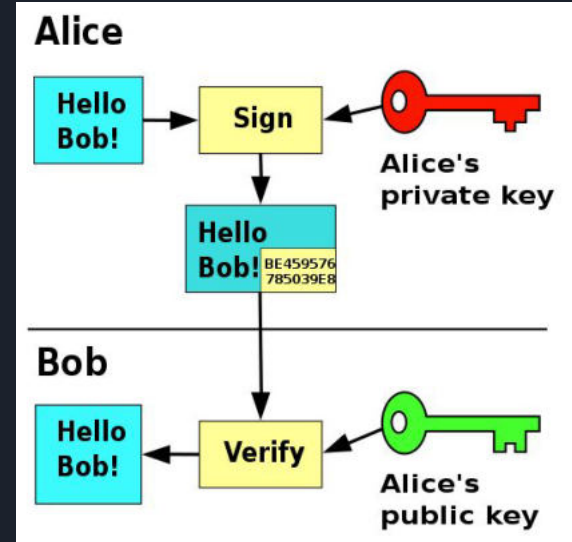 Alice
Hello
Bob!
Sign
Alice's
private key
Hello
Bob!
BE459576
785039E8
Bob
Hello
Bob!
Verify
Alice's
public key